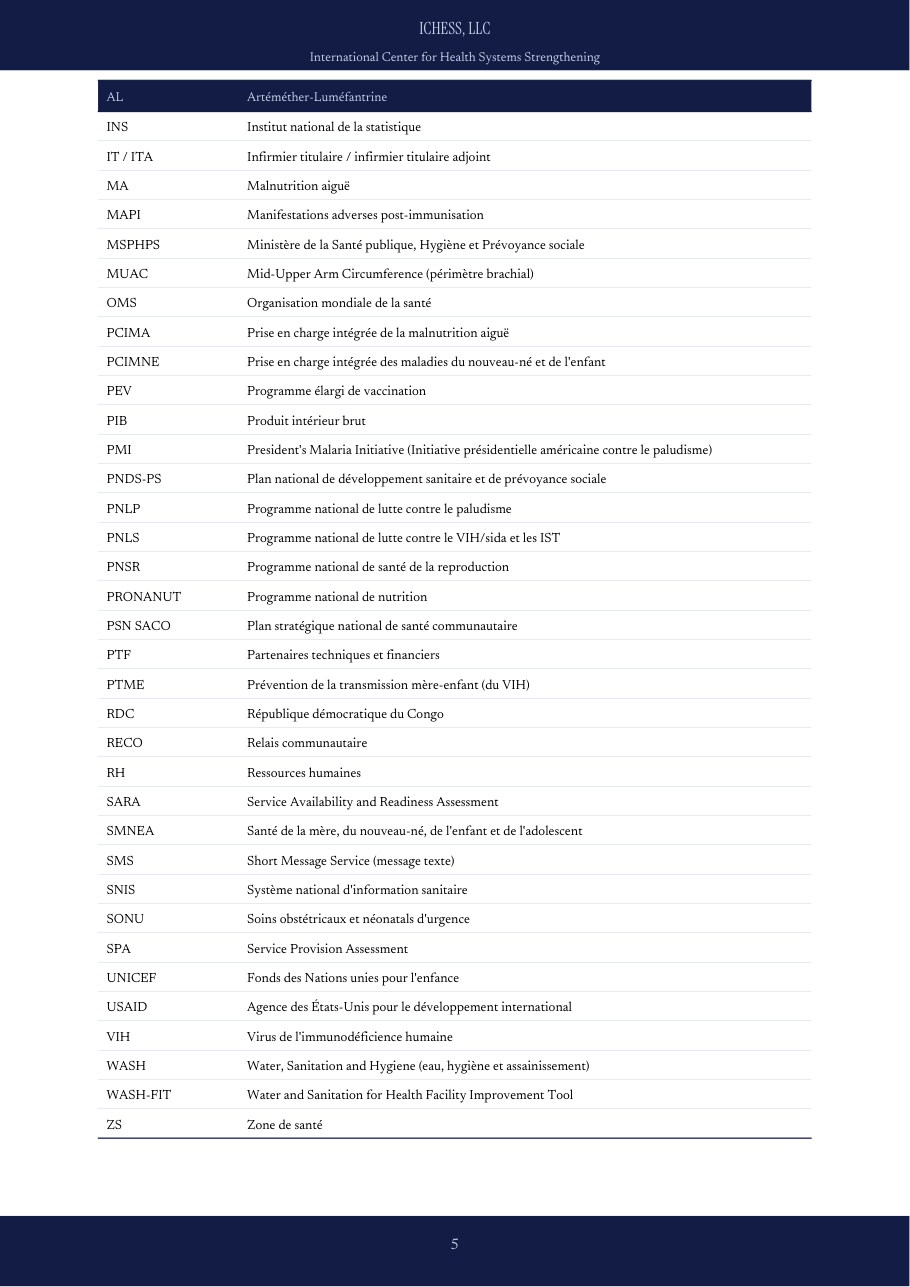 ICHESS, LLC
International Center for Health Systems Strengthening
AL Artéméther-Luméfantrine
INS Institut national de la statistique
IT / ITA Infirmier titulaire / infirmier titulaire adjoint
MA Malnutrition aiguë
MAPI Manifestations adverses post-immunisation
MSPHPS Ministère de la Santé publique, Hygiène et Prévoyance sociale
MUAC Mid-Upper Arm Circumference (périmètre brachial)
OMS Organisation mondiale de la santé
PCIMA Prise en charge intégrée de la malnutrition aiguë
PCIMNE Prise en charge intégrée des maladies du nouveau-né et de l'enfant
PEV Programme élargi de vaccination
PIB Produit intérieur brut
PMI President's Malaria Initiative (Initiative présidentielle américaine contre le paludisme)
PNDS-PS Plan national de développement sanitaire et de prévoyance sociale
PNLP Programme national de lutte contre le paludisme
PNLS Programme national de lutte contre le VIH/sida et les IST
PNSR Programme national de santé de la reproduction
PRONANUT Programme national de nutrition
PSN SACO Plan stratégique national de santé communautaire
PTF Partenaires techniques et financiers
PTME Prévention de la transmission mère-enfant (du VIH)
RDC République démocratique du Congo
RECO Relais communautaire
RH Ressources humaines
SARA Service Availability and Readiness Assessment
SMNEA Santé de la mère, du nouveau-né, de l'enfant et de l'adolescent
SMS Short Message Service (message texte)
SNIS Système national d'information sanitaire
SONU Soins obstétricaux et néonatals d'urgence
SPA Service Provision Assessment
UNICEF Fonds des Nations unies pour l'enfance
USAID Agence des États-Unis pour le développement international
VIH Virus de l'immunodéficience humaine
WASH Water, Sanitation and Hygiene (eau, hygiène et assainissement)
WASH-FIT Water and Sanitation for Health Facility Improvement Tool
ZS Zone de santé
5